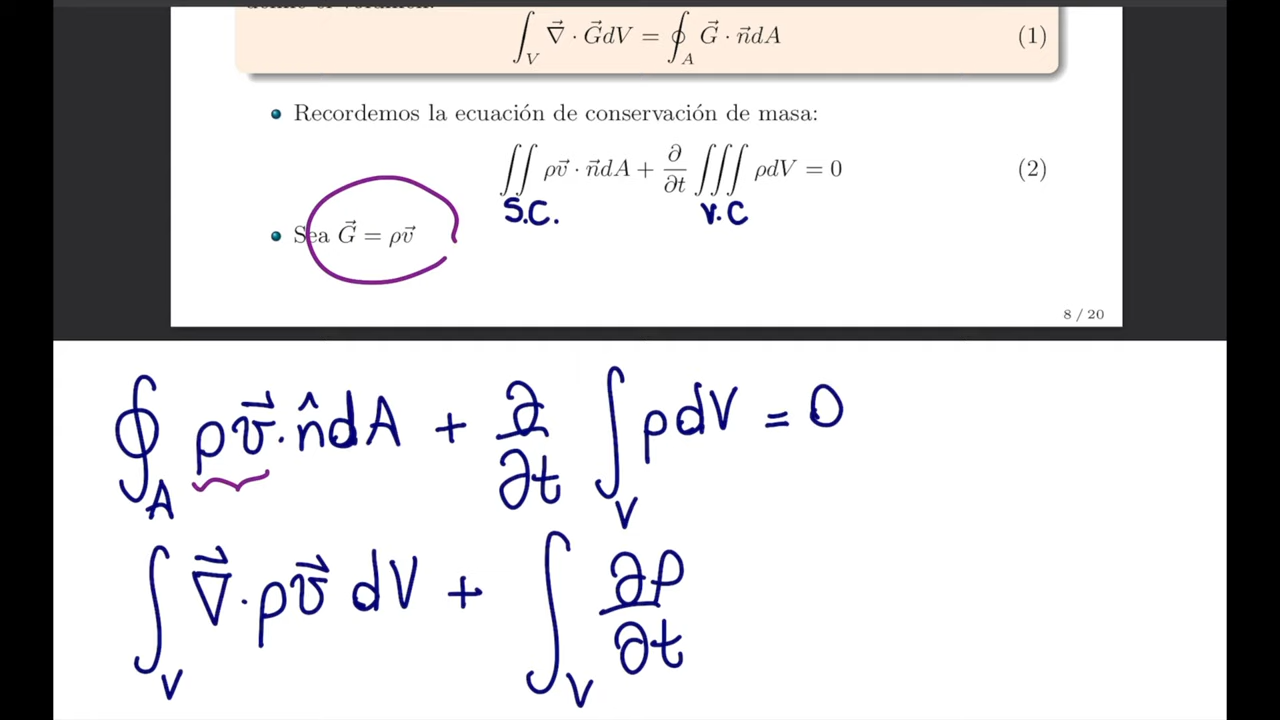 ∫_V ∇⃗ · G⃗dV = ∮_A G⃗ · n⃗dA (1)
Recordemos la ecuación de conservación de masa:
∬ ρv⃗ · n⃗dA + ∂/∂t ∭ ρdV = 0 (2)
S.C. V.C
Sea G⃗ = ρv⃗
8 / 20
∮_A ρv⃗ · n̂dA + ∂/∂t ∫_V ρdV = 0
∫_V ∇⃗ · ρv⃗ dV + ∫_V ∂ρ/∂t